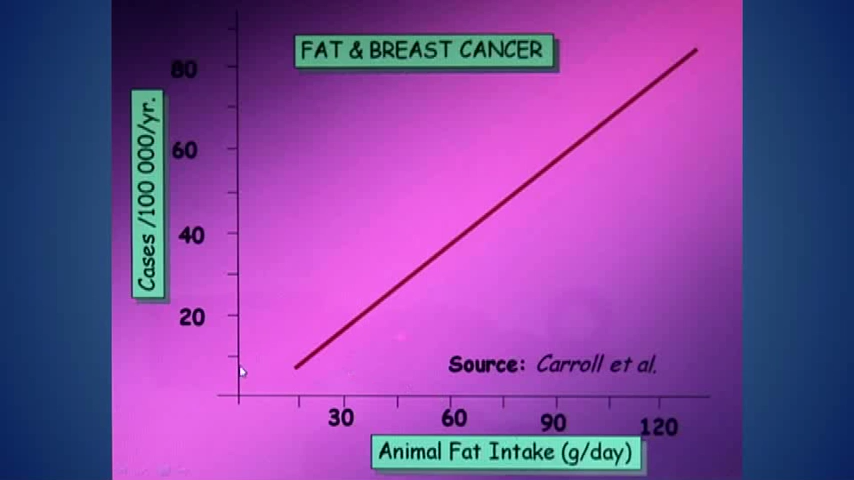 FAT & BREAST CANCER
Cases /100 000/yr.
80
60
40
20
Source: Carroll et al.
30 60 90 120
Animal Fat Intake (g/day)